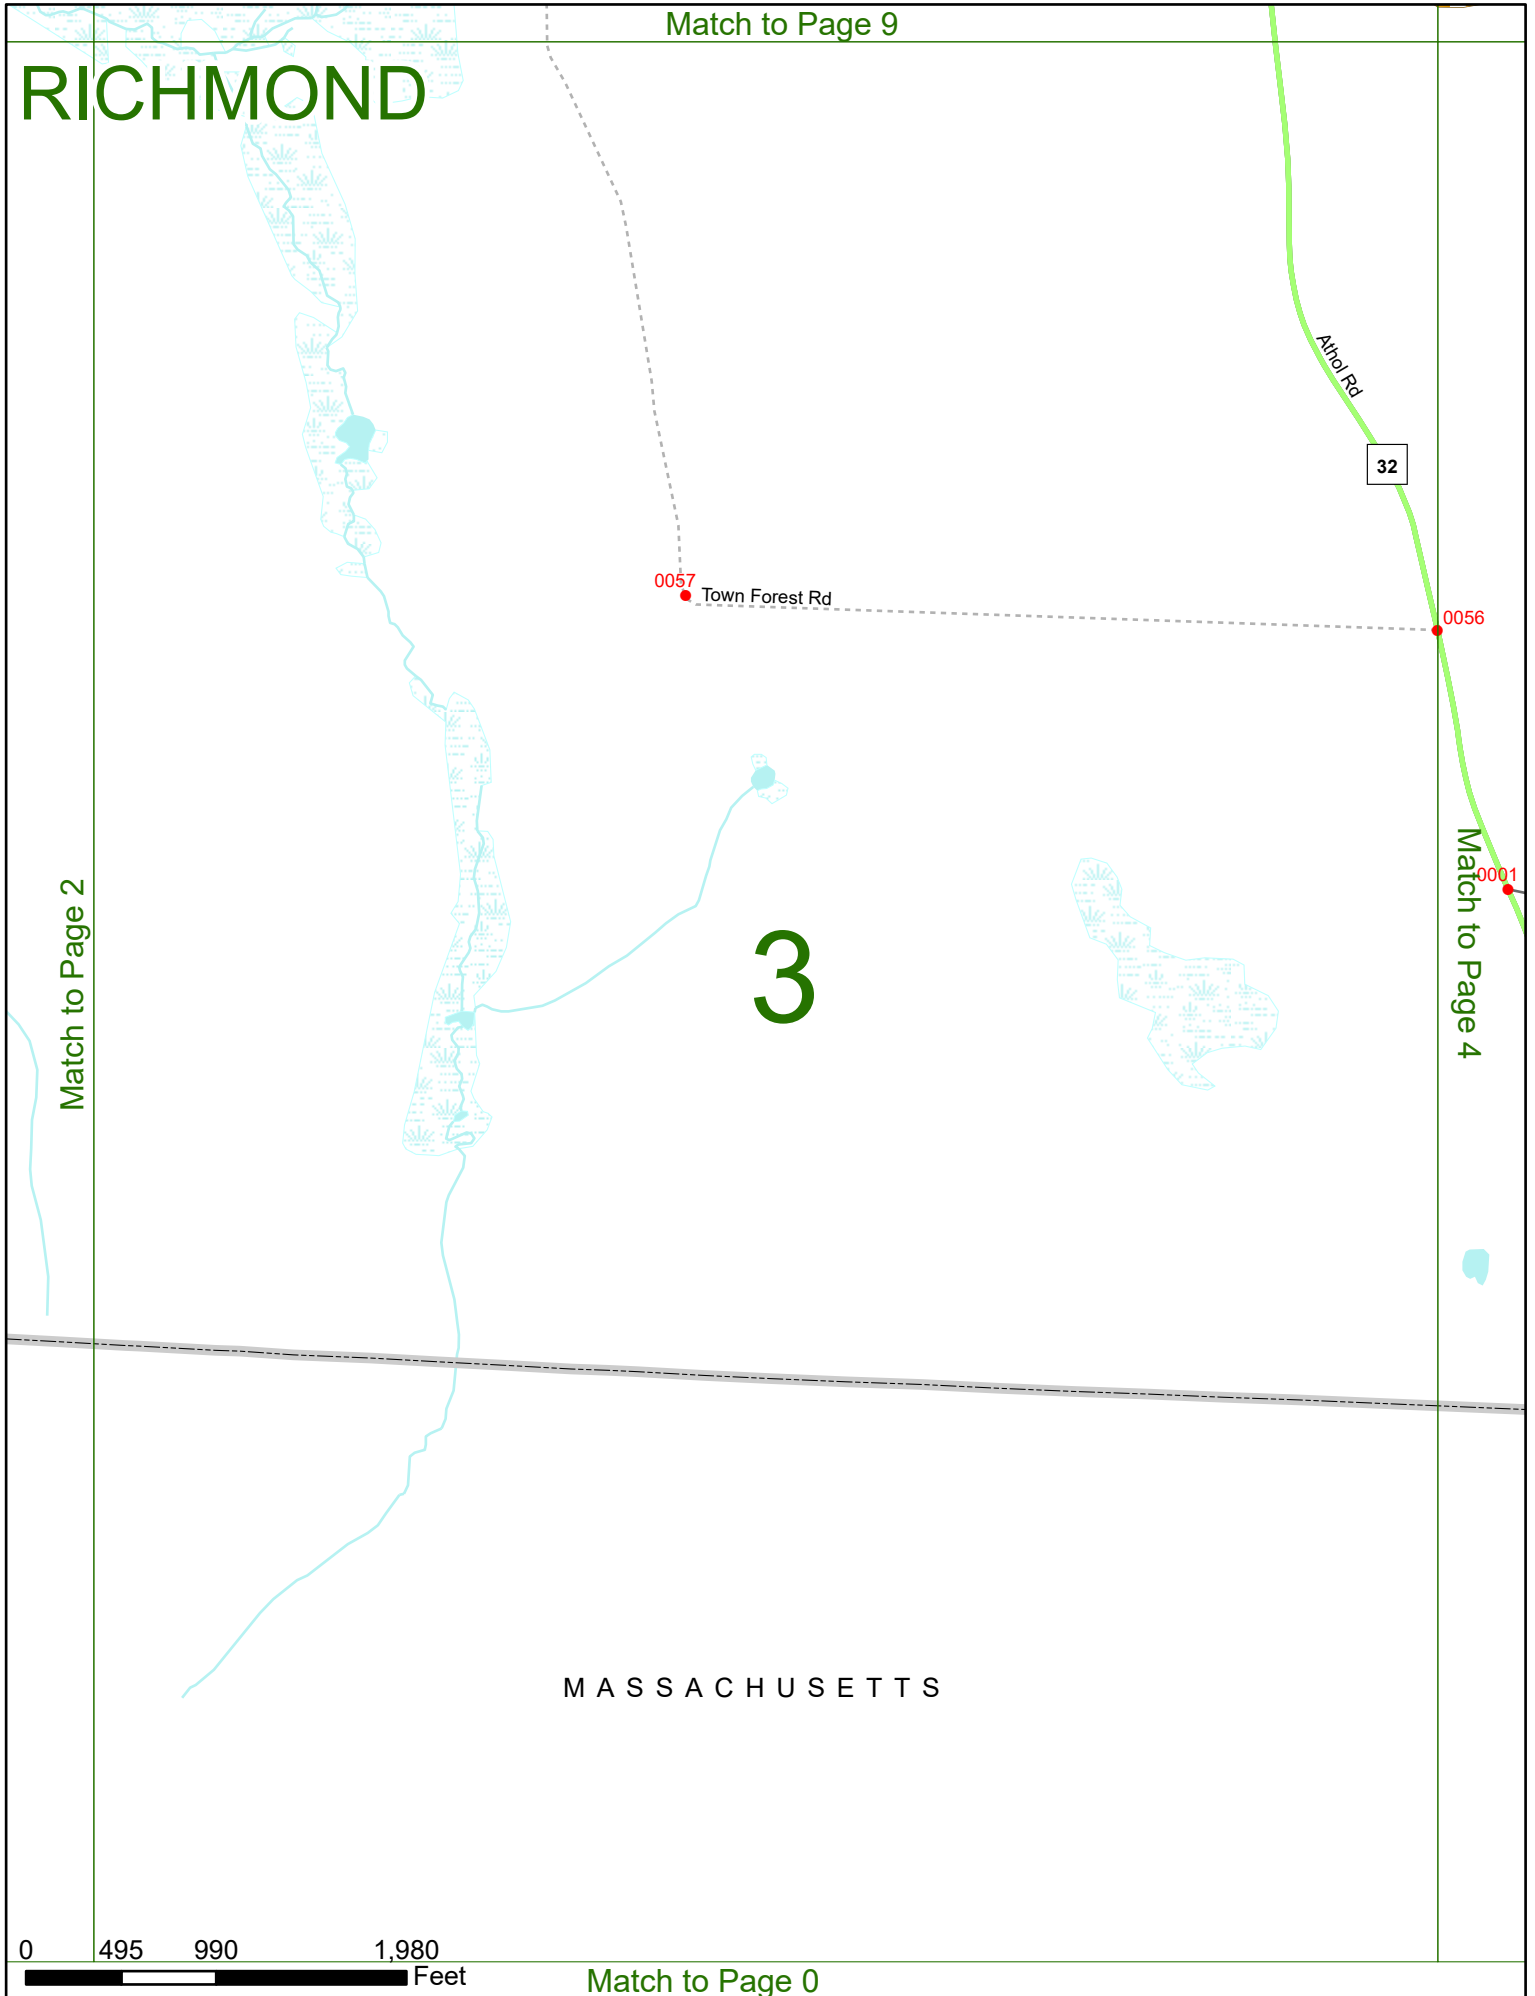 Match to Page 9
RICHMOND
Athol Rd
32
0057
Town Forest Rd
0056
Match to Page 2
3
Match to Page 4
0001
MASSACHUSETTS
0 495 990 1,980
Feet
Match to Page 0